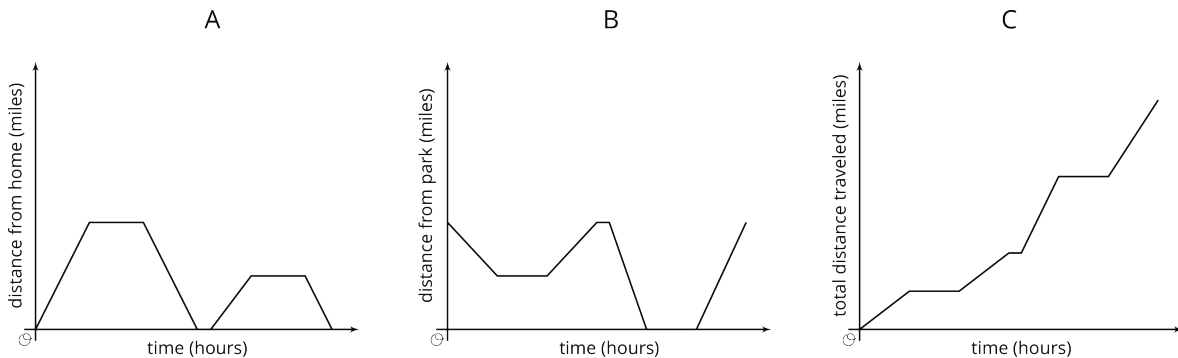 A
B
C
distance from home (miles)
time (hours)
distance from park (miles)
time (hours)
total distance traveled (miles)
time (hours)